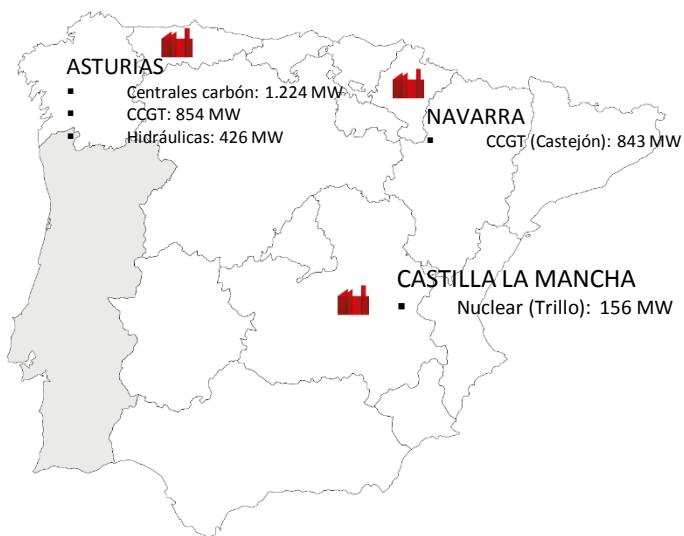 ASTURIAS
▪ Centrales carbón: 1.224 MW
▪ CCGT: 854 MW
▪ Hidráulicas: 426 MW
NAVARRA
▪ CCGT (Castejón): 843 MW
CASTILLA LA MANCHA
▪ Nuclear (Trillo): 156 MW